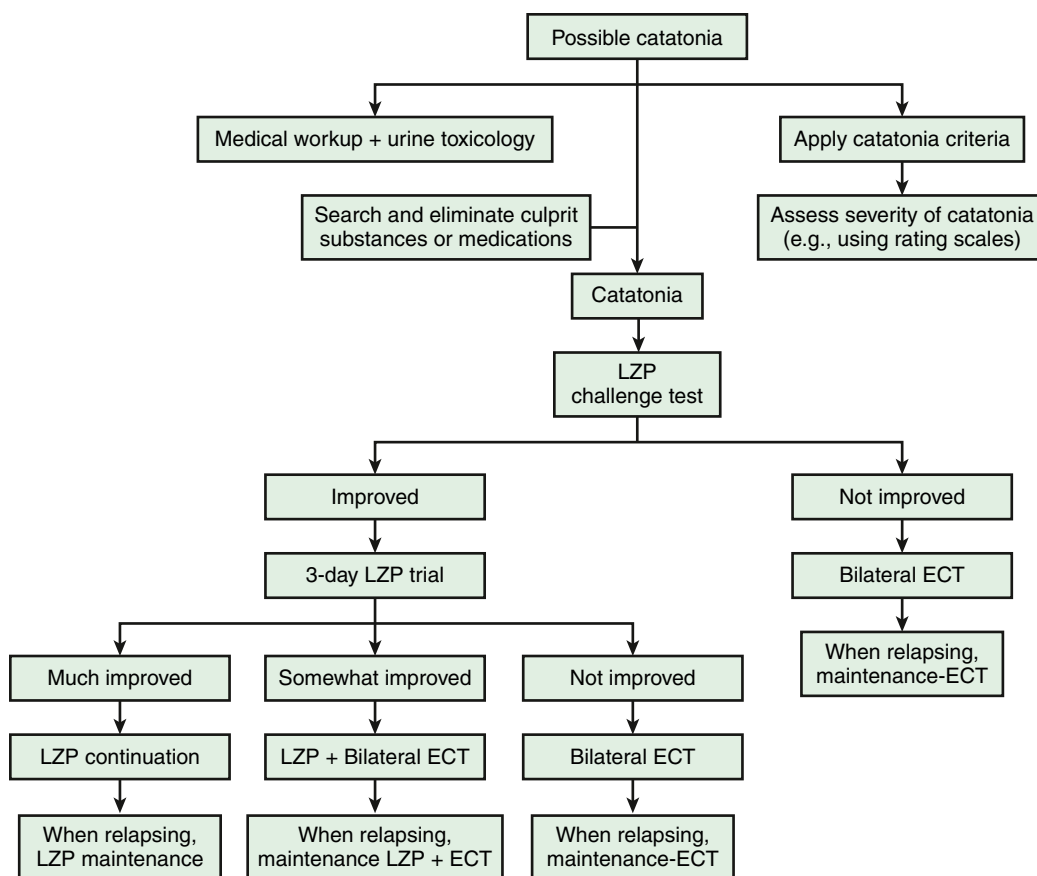 Possible catatonia
Medical workup + urine toxicology
Apply catatonia criteria
Search and eliminate culprit
substances or medications
Assess severity of catatonia
(e.g., using rating scales)
Catatonia
LZP
challenge test
Improved
Not improved
3-day LZP trial
Bilateral ECT
When relapsing,
maintenance-ECT
Much improved
Somewhat improved
Not improved
LZP continuation
LZP + Bilateral ECT
Bilateral ECT
When relapsing,
LZP maintenance
When relapsing,
maintenance LZP + ECT
When relapsing,
maintenance-ECT